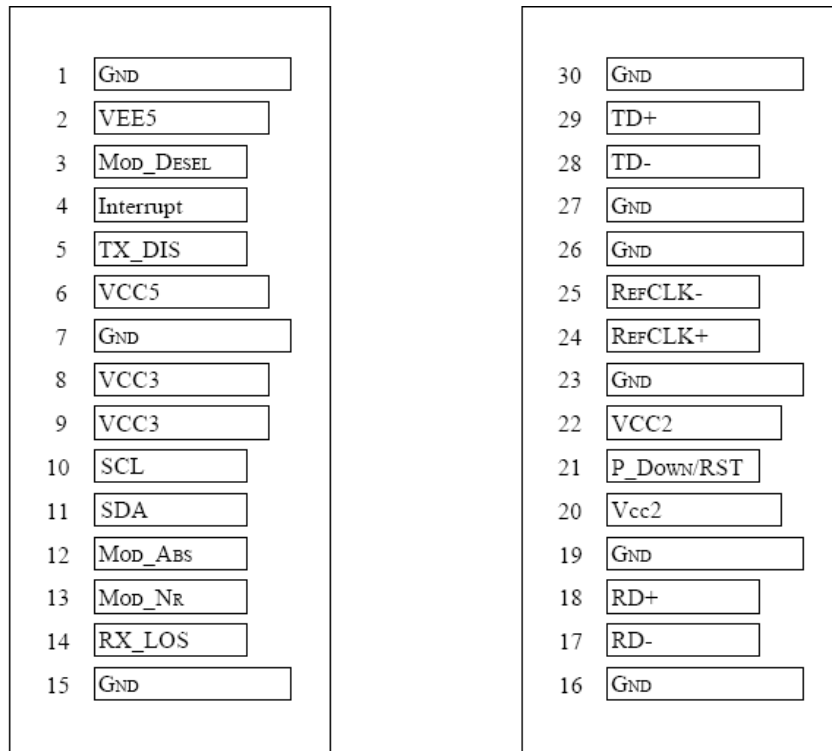 1 GND
2 VEE5
3 MOD_DESEL
4 Interrupt
5 TX_DIS
6 VCC5
7 GND
8 VCC3
9 VCC3
10 SCL
11 SDA
12 MOD_ABS
13 MOD_NR
14 RX_LOS
15 GND
30 GND
29 TD+
28 TD-
27 GND
26 GND
25 REFCLK-
24 REFCLK+
23 GND
22 VCC2
21 P_DOWN/RST
20 Vcc2
19 GND
18 RD+
17 RD-
16 GND